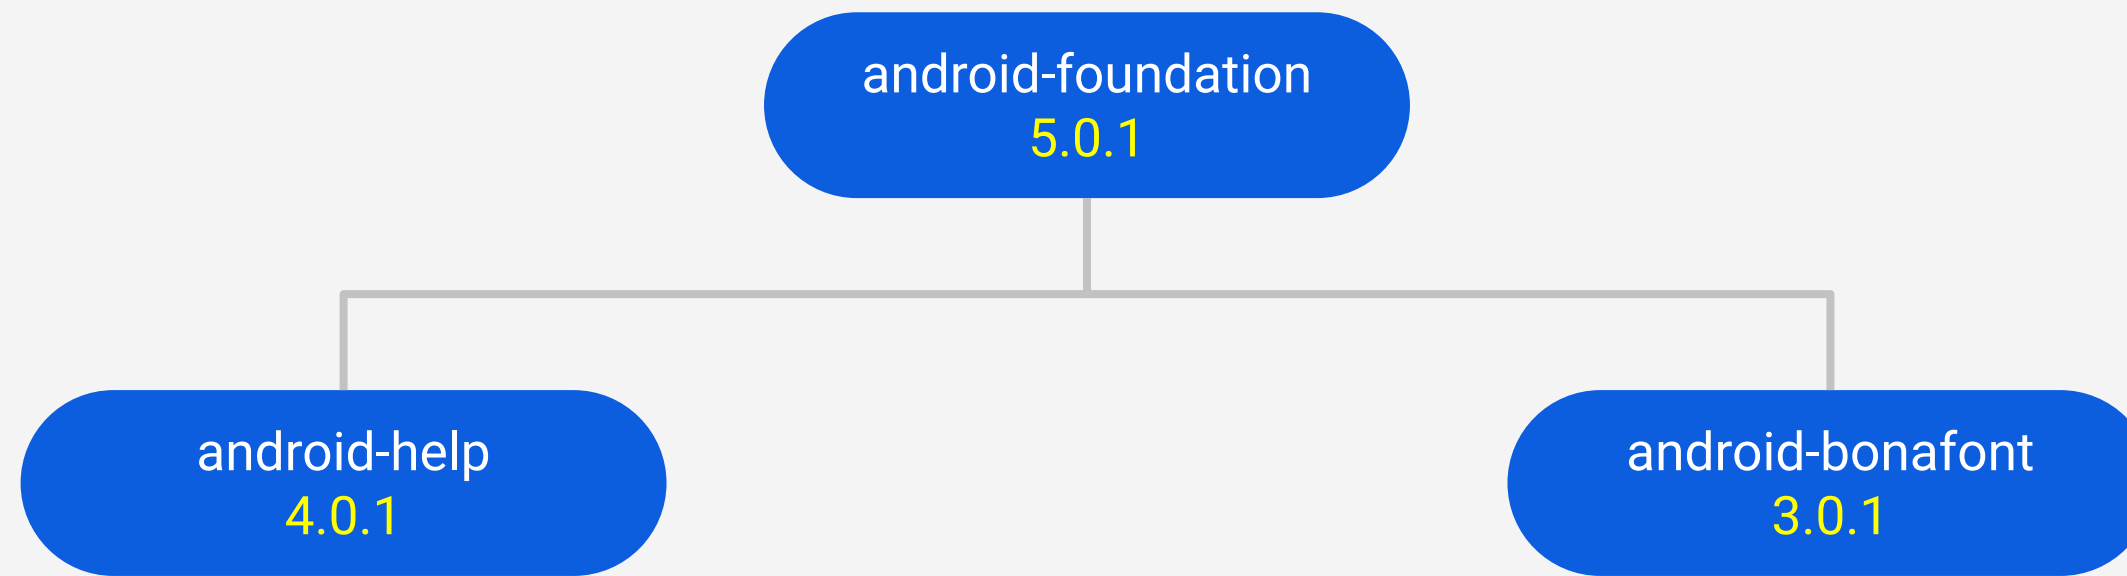 android-foundation
5.0.1
android-help
4.0.1
android-bonafont
3.0.1